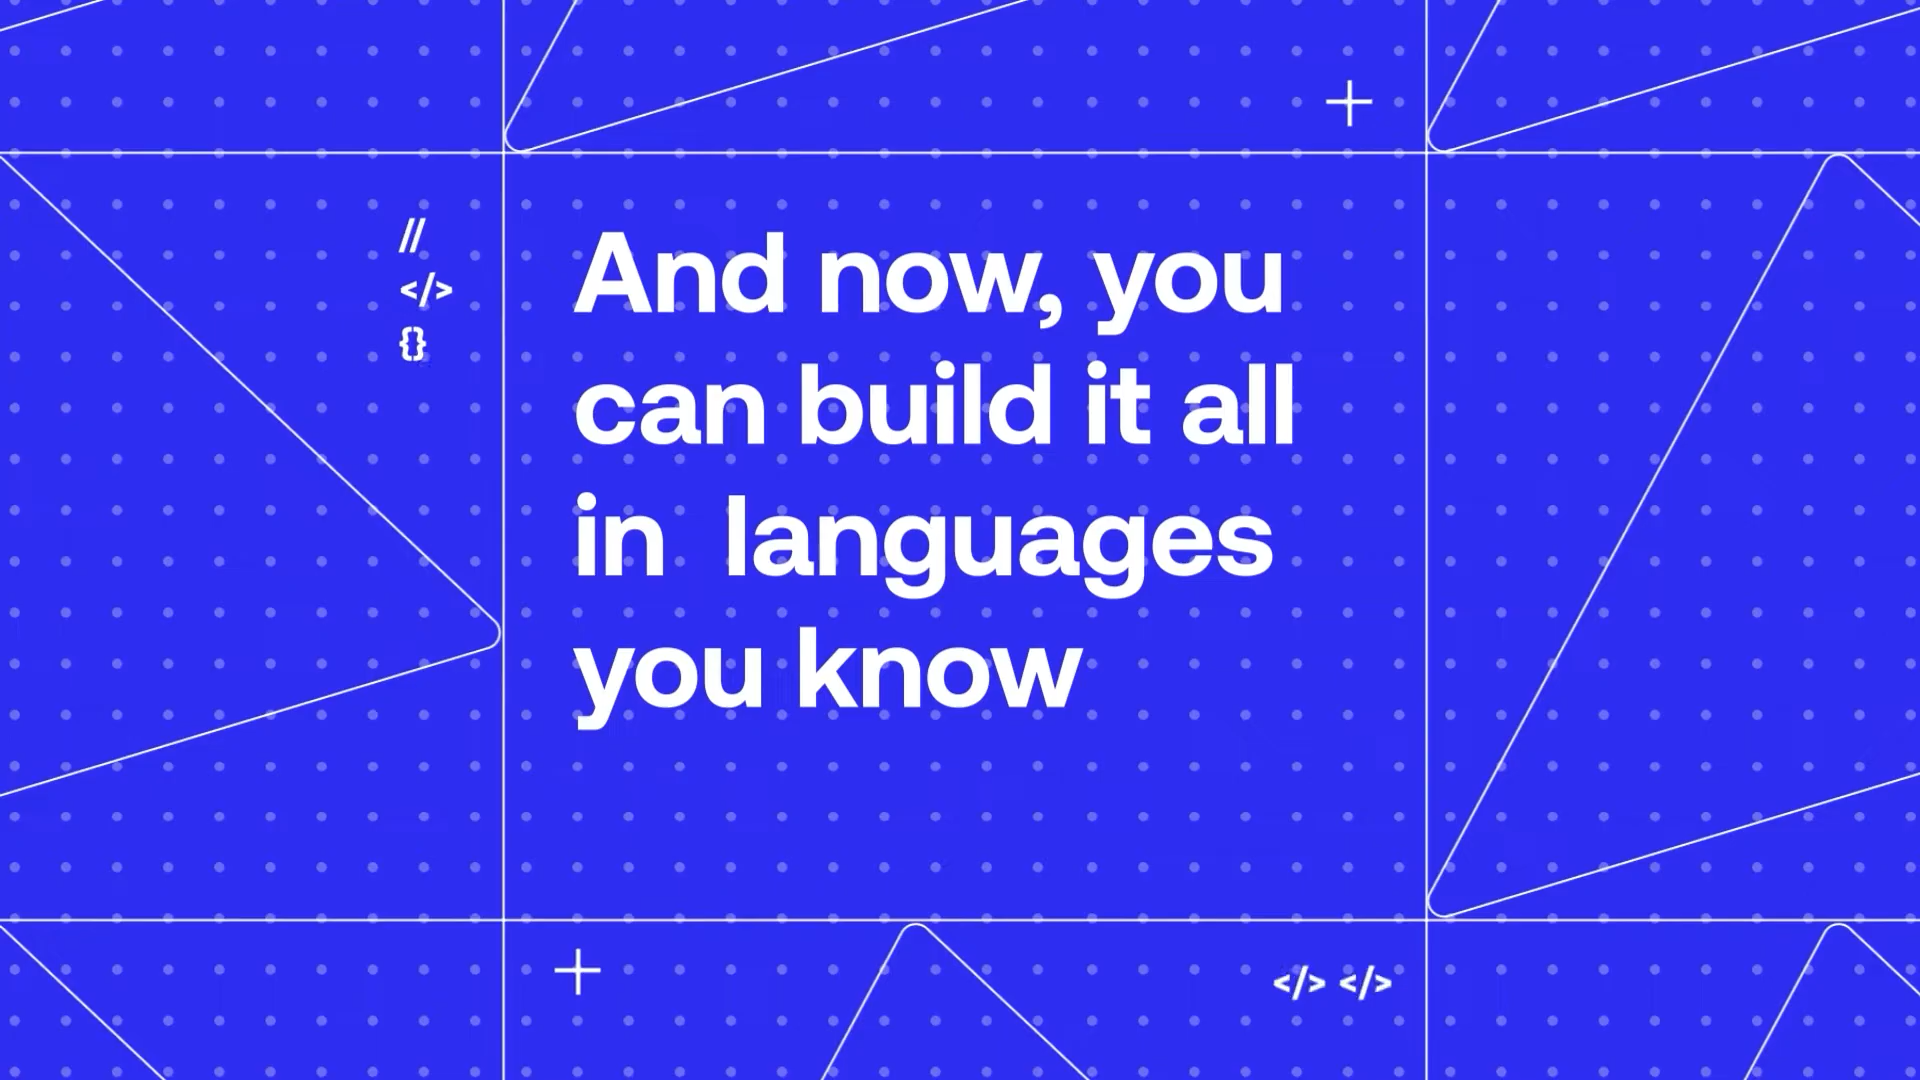 //
</>
{}
And now, you
can build it all
in  languages
you know
</> </>